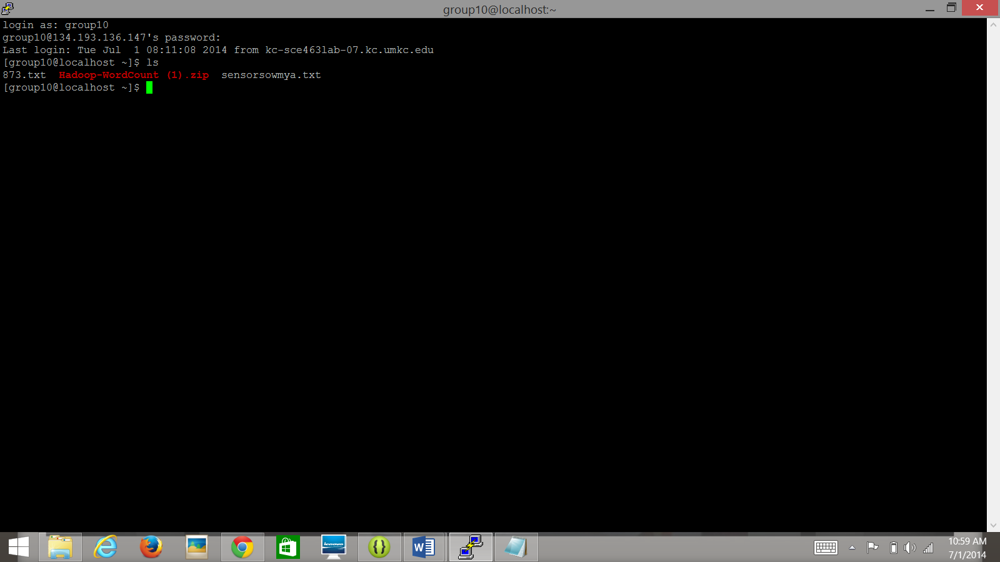 group10@localhost:~
login as: group10
group10@134.193.136.147's password:
Last login: Tue Jul  1 08:11:08 2014 from kc-sce463lab-07.kc.umkc.edu
[group10@localhost ~]$ ls
873.txt  Hadoop-WordCount (1).zip  sensorsowmya.txt
[group10@localhost ~]$
10:59 AM
7/1/2014